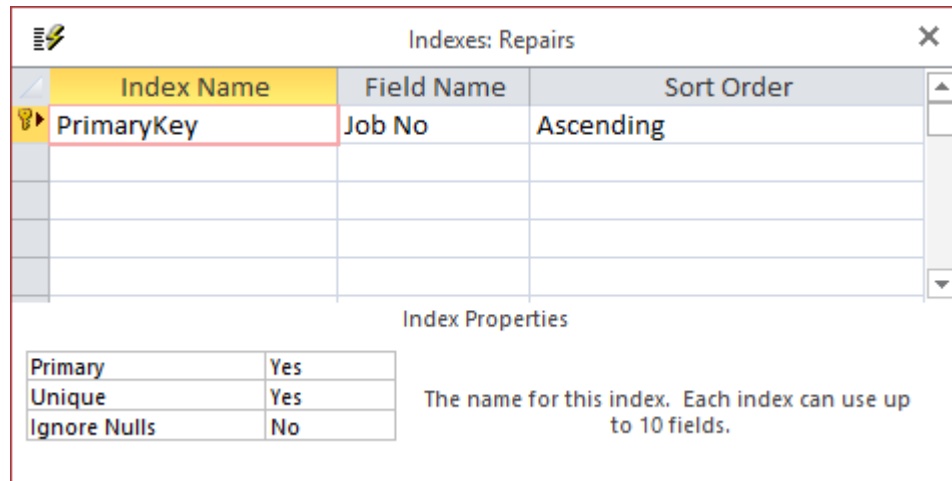 Indexes: Repairs
Index Name Field Name Sort Order
PrimaryKey Job No Ascending
Index Properties
Primary Yes
Unique Yes
Ignore Nulls No
The name for this index. Each index can use up
to 10 fields.